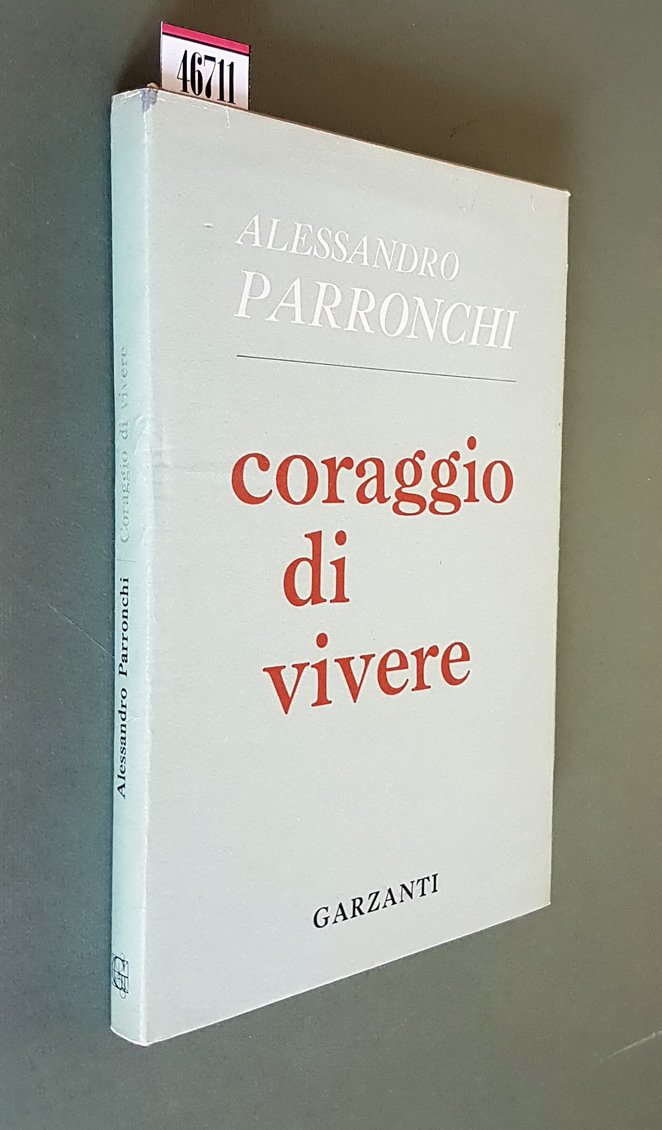 46711
ALESSANDRO
PARRONCHI
coraggio
di
vivere
GARZANTI
Alessandro Parronchi | Coraggio di vivere